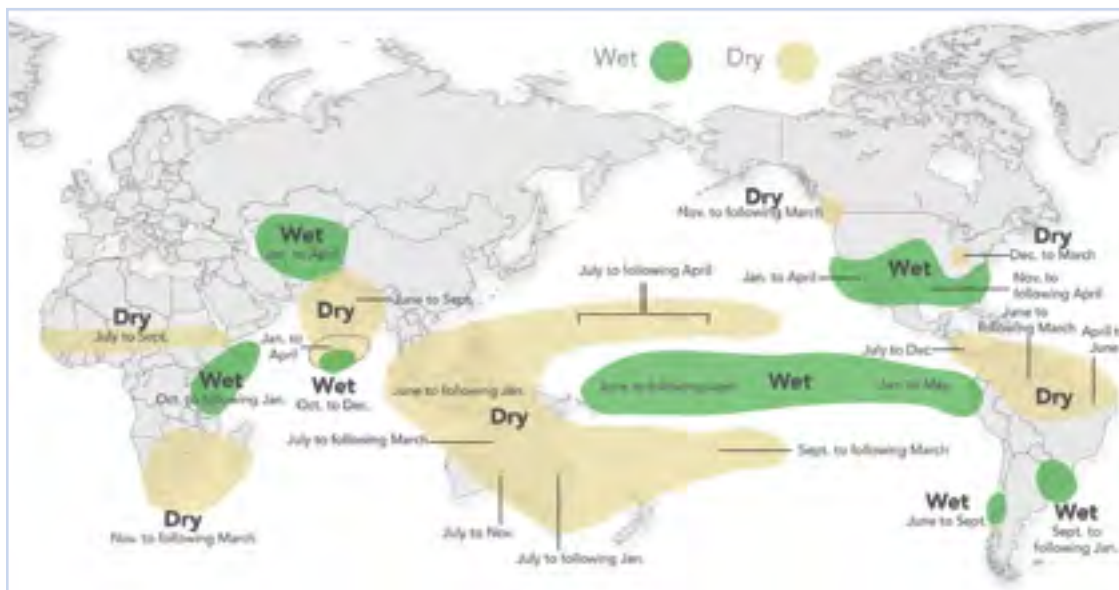 Wet
Dry
Dry
Nov. to following March
Wet
Jan. to April
Dry
Dec. to March
July to following April
Jan. to April
Wet
Nov. to
following April
June to Sept.
Dry
Dry
July to Sept.
Jan. to
April
June to
following March
April to
June
July to Dec.
Wet
Oct. to following Jan.
Wet
Oct. to Dec.
June to following Jan.
Dry
June to following
Wet
Jan. to May
Dry
July to following March
Sept. to following March
Dry
Nov. to following March
July to Nov.
July to following Jan.
Wet
June to Sept.
Wet
Sept. to
following Jan.